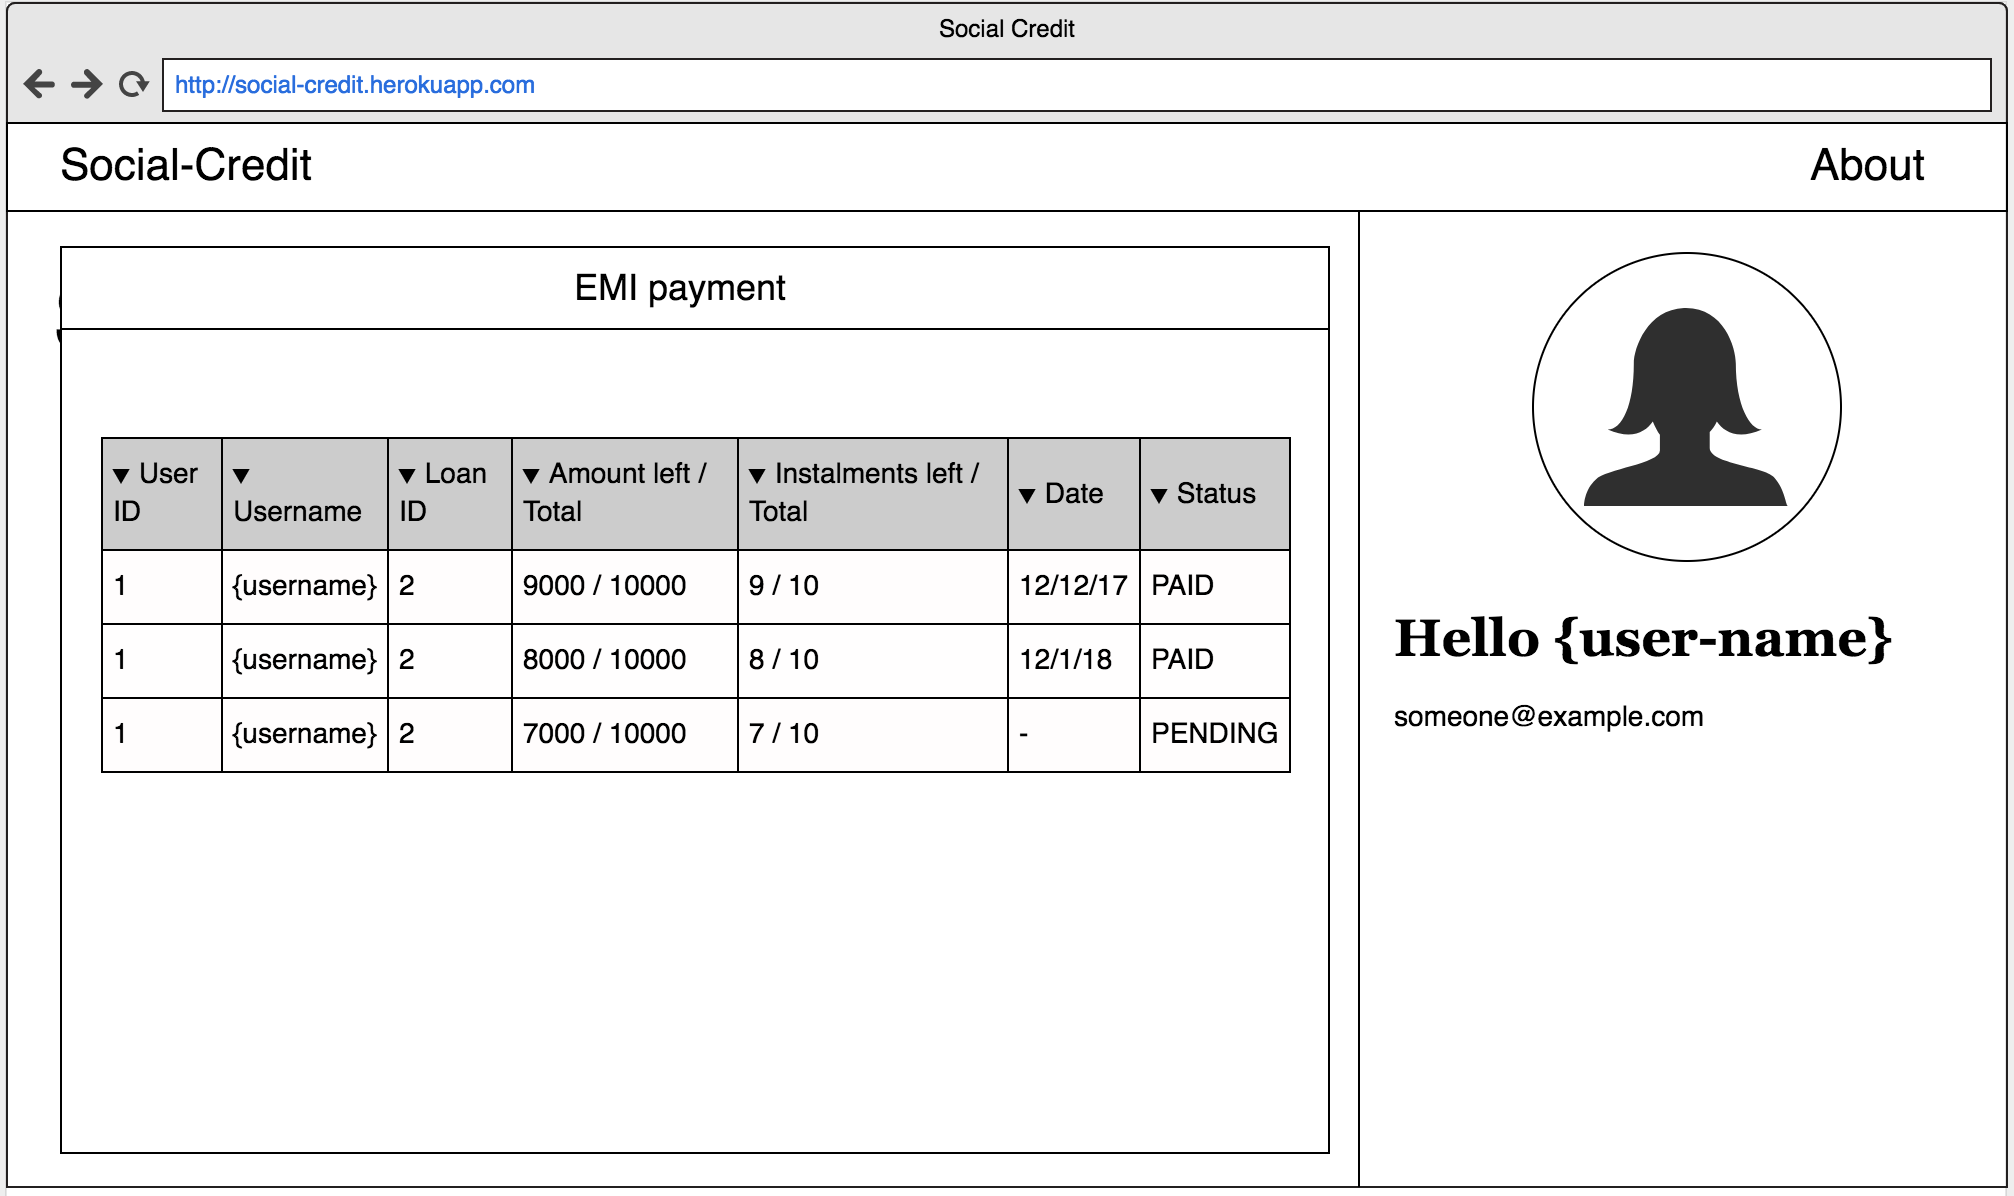 Social Credit
http://social-credit.herokuapp.com
Social-Credit
About
EMI payment
▼ User ID
▼ Username
▼ Loan ID
▼ Amount left / Total
▼ Instalments left / Total
▼ Date
▼ Status
1 {username} 2 9000 / 10000 9 / 10 12/12/17 PAID
1 {username} 2 8000 / 10000 8 / 10 12/1/18 PAID
1 {username} 2 7000 / 10000 7 / 10 - PENDING
Hello {user-name}
someone@example.com